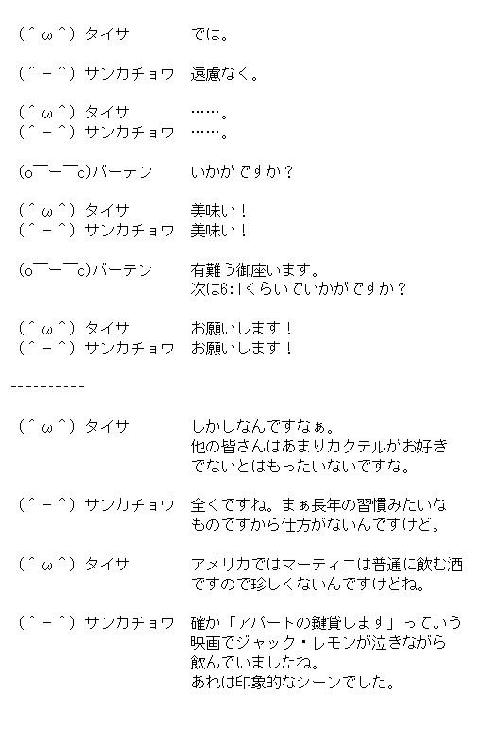 (＾ω＾) タイサ　では。
(＾－＾) サンカチョウ　遠慮なく。
(＾ω＾) タイサ　……。
(＾－＾) サンカチョウ　……。
(o￣ー￣c)バーテン　いかがですか？
(＾ω＾) タイサ　美味い！
(＾－＾) サンカチョウ　美味い！
(o￣ー￣c)バーテン　有難う御座います。
次は6:1くらいでいかがですか？
(＾ω＾) タイサ　お願いします！
(＾－＾) サンカチョウ　お願いします！
----------
(＾ω＾) タイサ　しかしなんですなぁ。
他の皆さんはあまりカクテルがお好き
でないとはもったいないですな。
(＾－＾) サンカチョウ　全くですね。まぁ長年の習慣みたいな
ものですから仕方がないんですけど。
(＾ω＾) タイサ　アメリカではマーティニは普通に飲む酒
ですので珍しくないんですけどね。
(＾－＾) サンカチョウ　確か「アパートの鍵貸します」っていう
映画でジャック・レモンが泣きながら
飲んでいましたね。
あれは印象的なシーンでした。